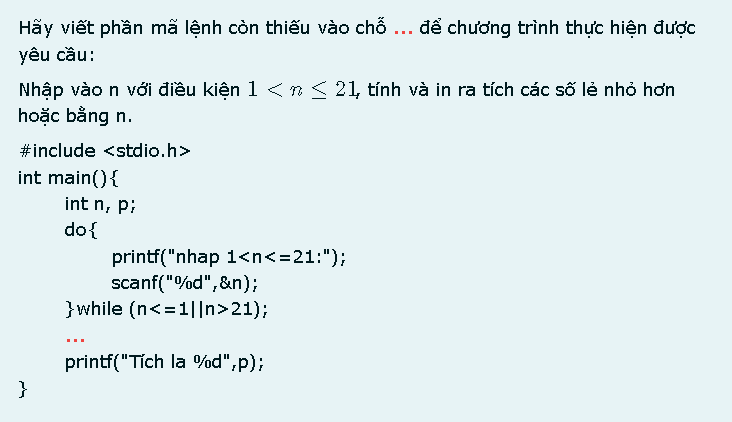 Hãy viết phần mã lệnh còn thiếu vào chỗ ... để chương trình thực hiện được
yêu cầu:
Nhập vào n với điều kiện 1 < n ≤ 21, tính và in ra tích các số lẻ nhỏ hơn
hoặc bằng n.
#include <stdio.h>
int main(){
int n, p;
do{
printf("nhap 1<n<=21:");
scanf("%d",&n);
}while (n<=1||n>21);
...
printf("Tích la %d",p);
}